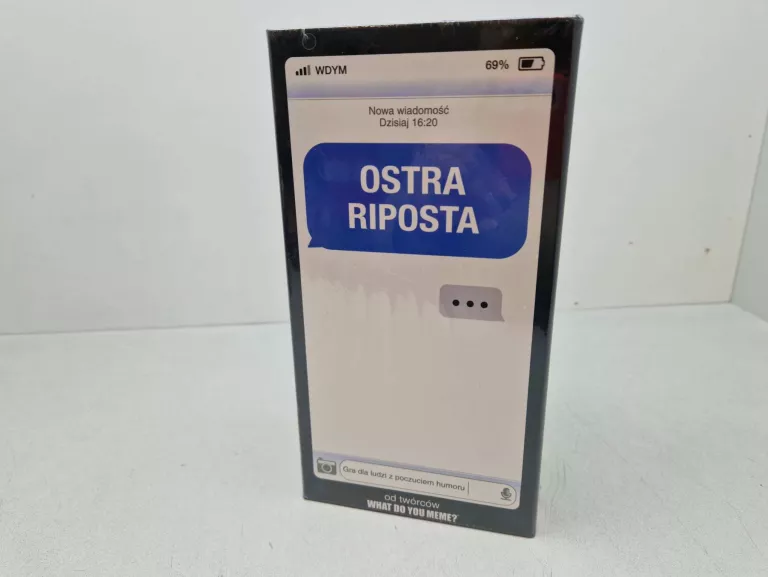 WDYM 69%
Nowa wiadomość
Dzisiaj 16:20
OSTRA
RIPOSTA
Gra dla ludzi z poczuciem humoru
od twórców
WHAT DO YOU MEME?